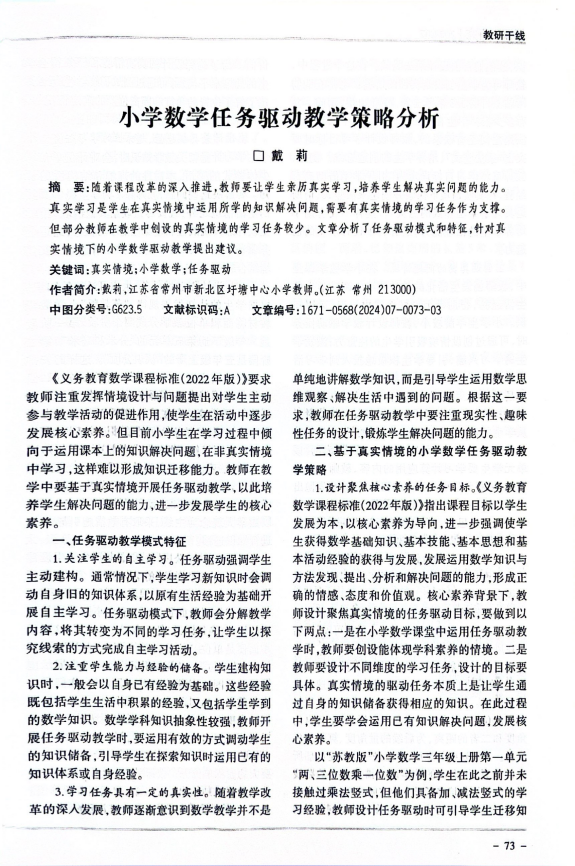 教研干线
小学数学任务驱动教学策略分析
□ 戴 莉
摘 要:随着课程改革的深入推进,教师要让学生亲历真实学习,培养学生解决真实问题的能力。
真实学习是学生在真实情境中运用所学的知识解决问题,需要有真实情境的学习任务作为支撑。
但部分教师在教学中创设的真实情境的学习任务较少。文章分析了任务驱动模式和特征,针对真
实情境下的小学数学驱动教学提出建议。
关键词:真实情境;小学数学;任务驱动
作者简介:戴莉,江苏省常州市新北区圩塘中心小学教师。(江苏 常州 213000)
中图分类号:G623.5 文献标识码:A 文章编号:1671-0568(2024)07-0073-03
《义务教育数学课程标准(2022年版)》要求
教师注重发挥情境设计与问题提出对学生主动
参与教学活动的促进作用,使学生在活动中逐步
发展核心素养。但目前小学生在学习过程中倾
向于运用课本上的知识解决问题,在非真实情境
中学习,这样难以形成知识迁移能力。教师在教
学中要基于真实情境开展任务驱动教学,以此培
养学生解决问题的能力,进一步发展学生的核心
素养。
一、任务驱动教学模式特征
1.关注学生的自主学习。任务驱动强调学生
主动建构。通常情况下,学生学习新知识时会调
动自身旧的知识体系,以原有生活经验为基础开
展自主学习。任务驱动模式下,教师会分解教学
内容,将其转变为不同的学习任务,让学生以探
究线索的方式完成自主学习活动。
2.注重学生能力与经验的储备。学生建构知
识时,一般会以自身已有经验为基础。这些经验
既包括学生生活中积累的经验,又包括学生学到
的数学知识。数学学科知识抽象性较强,教师开
展任务驱动教学时,要运用有效的方式调动学生
的知识储备,引导学生在探索知识时运用已有的
知识体系或自身经验。
3.学习任务具有一定的真实性。随着教学改
革的深入发展,教师逐渐意识到数学教学并不是
单纯地讲解数学知识,而是引导学生运用数学思
维观察、解决生活中遇到的问题。根据这一要
求,教师在任务驱动教学中要注重现实性、趣味
性任务的设计,锻炼学生解决问题的能力。
二、基于真实情境的小学数学任务驱动教
学策略
1.设计聚焦核心素养的任务目标。《义务教育
数学课程标准(2022年版)》指出课程目标以学生
发展为本,以核心素养为导向,进一步强调使学
生获得数学基础知识、基本技能、基本思想和基
本活动经验的获得与发展,发展运用数学知识与
方法发现、提出、分析和解决问题的能力,形成正
确的情感、态度和价值观。核心素养背景下,教
师设计聚焦真实情境的任务驱动目标,要做到以
下两点:一是在小学数学课堂中运用任务驱动教
学时,教师要创设能体现学科素养的情境。二是
教师要设计不同维度的学习任务,设计的目标要
具体。真实情境的驱动任务本质上是让学生通
过自身的知识储备获得相应的知识。在此过程
中,学生要学会运用已有知识解决问题,发展核
心素养。
以“苏教版”小学数学三年级上册第一单元
“两、三位数乘一位数”为例,学生在此之前并未
接触过乘法竖式,但他们具备加、减法竖式的学
习经验,教师设计任务驱动时可引导学生迁移知
- 73 -